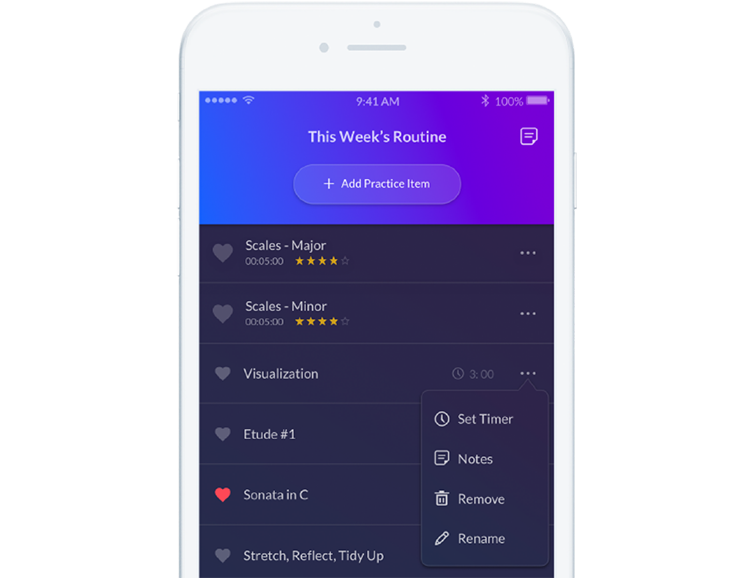 9:41 AM 100%
This Week's Routine
+ Add Practice Item
Scales - Major
00:05:00
Scales - Minor
00:05:00
Visualization 3:00
Set Timer
Etude #1
Notes
Sonata in C
Remove
Rename
Stretch, Reflect, Tidy Up